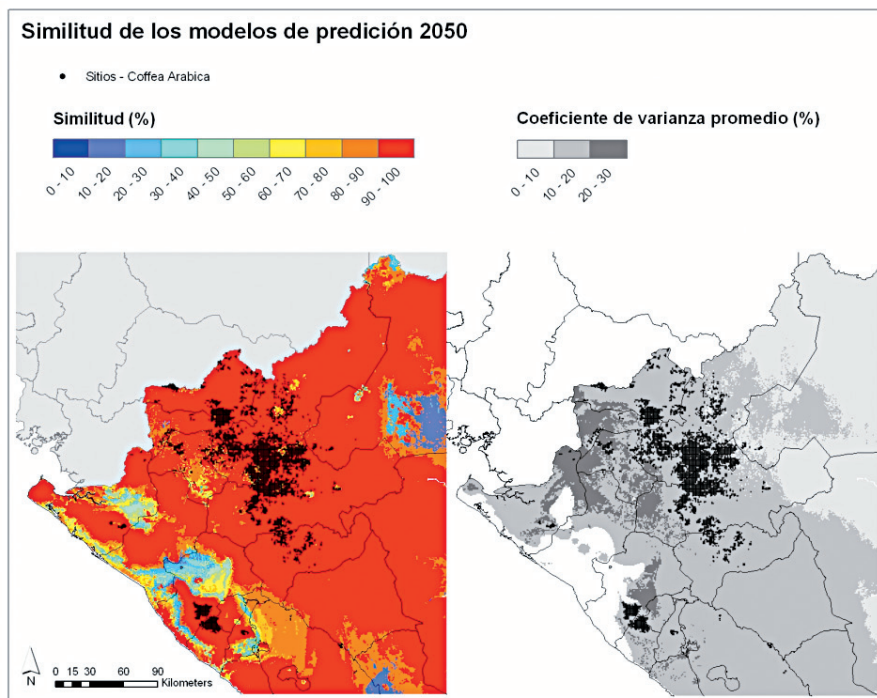 Similitud de los modelos de predicción 2050
• Sitios - Coffea Arabica
Similitud (%)
0 - 10
10 - 20
20 - 30
30 - 40
40 - 50
50 - 60
60 - 70
70 - 80
80 - 90
90 - 100
Coeficiente de varianza promedio (%)
0 - 10
10 - 20
20 - 30
N
0 15 30 60 90
Kilometers